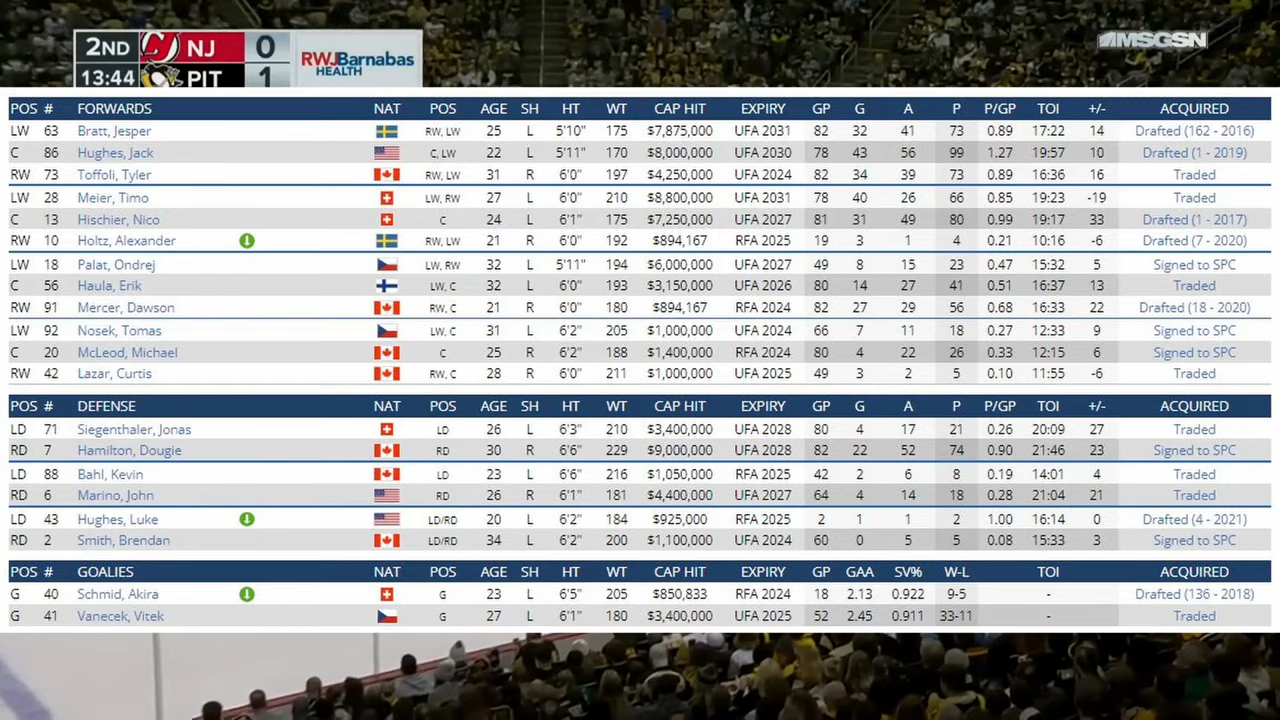 2ND NJ 0
13:44 PIT 1
RWJBarnabas
HEALTH
MSGSN
POS # FORWARDS NAT POS AGE SH HT WT CAP HIT EXPIRY GP G A P P/GP TOI +/- ACQUIRED
LW 63 Bratt, Jesper RW, LW 25 L 5'10" 175 $7,875,000 UFA 2031 82 32 41 73 0.89 17:22 14 Drafted (162 - 2016)
C 86 Hughes, Jack C, LW 22 L 5'11" 170 $8,000,000 UFA 2030 78 43 56 99 1.27 19:57 10 Drafted (1 - 2019)
RW 73 Toffoli, Tyler RW, LW 31 R 6'0" 197 $4,250,000 UFA 2024 82 34 39 73 0.89 16:36 16 Traded
LW 28 Meier, Timo LW, RW 27 L 6'0" 210 $8,800,000 UFA 2031 78 40 26 66 0.85 19:23 -19 Traded
C 13 Hischier, Nico C 24 L 6'1" 175 $7,250,000 UFA 2027 81 31 49 80 0.99 19:17 33 Drafted (1 - 2017)
RW 10 Holtz, Alexander RW, LW 21 R 6'0" 192 $894,167 RFA 2025 19 3 1 4 0.21 10:16 -6 Drafted (7 - 2020)
LW 18 Palat, Ondrej LW, RW 32 L 5'11" 194 $6,000,000 UFA 2027 49 8 15 23 0.47 15:32 5 Signed to SPC
C 56 Haula, Erik LW, C 32 L 6'0" 193 $3,150,000 UFA 2026 80 14 27 41 0.51 16:37 13 Traded
RW 91 Mercer, Dawson RW, C 21 R 6'0" 180 $894,167 RFA 2024 82 27 29 56 0.68 16:33 22 Drafted (18 - 2020)
LW 92 Nosek, Tomas LW, C 31 L 6'2" 205 $1,000,000 UFA 2024 66 7 11 18 0.27 12:33 9 Signed to SPC
C 20 McLeod, Michael C 25 R 6'2" 188 $1,400,000 RFA 2024 80 4 22 26 0.33 12:15 6 Signed to SPC
RW 42 Lazar, Curtis RW, C 28 R 6'0" 211 $1,000,000 UFA 2025 49 3 2 5 0.10 11:55 -6 Traded
POS # DEFENSE NAT POS AGE SH HT WT CAP HIT EXPIRY GP G A P P/GP TOI +/- ACQUIRED
LD 71 Siegenthaler, Jonas LD 26 L 6'3" 210 $3,400,000 UFA 2028 80 4 17 21 0.26 20:09 27 Traded
RD 7 Hamilton, Dougie RD 30 R 6'6" 229 $9,000,000 UFA 2028 82 22 52 74 0.90 21:46 23 Signed to SPC
LD 88 Bahl, Kevin LD 23 L 6'6" 216 $1,050,000 RFA 2025 42 2 6 8 0.19 14:01 4 Traded
RD 6 Marino, John RD 26 R 6'1" 181 $4,400,000 UFA 2027 64 4 14 18 0.28 21:04 21 Traded
LD 43 Hughes, Luke LD/RD 20 L 6'2" 184 $925,000 RFA 2025 2 1 1 2 1.00 16:14 0 Drafted (4 - 2021)
RD 2 Smith, Brendan LD/RD 34 L 6'2" 200 $1,100,000 UFA 2024 60 0 5 5 0.08 15:33 3 Signed to SPC
POS # GOALIES NAT POS AGE SH HT WT CAP HIT EXPIRY GP GAA SV% W-L TOI ACQUIRED
G 40 Schmid, Akira G 23 L 6'5" 205 $850,833 RFA 2024 18 2.13 0.922 9-5 - Drafted (136 - 2018)
G 41 Vanecek, Vitek G 27 L 6'1" 180 $3,400,000 UFA 2025 52 2.45 0.911 33-11 - Traded